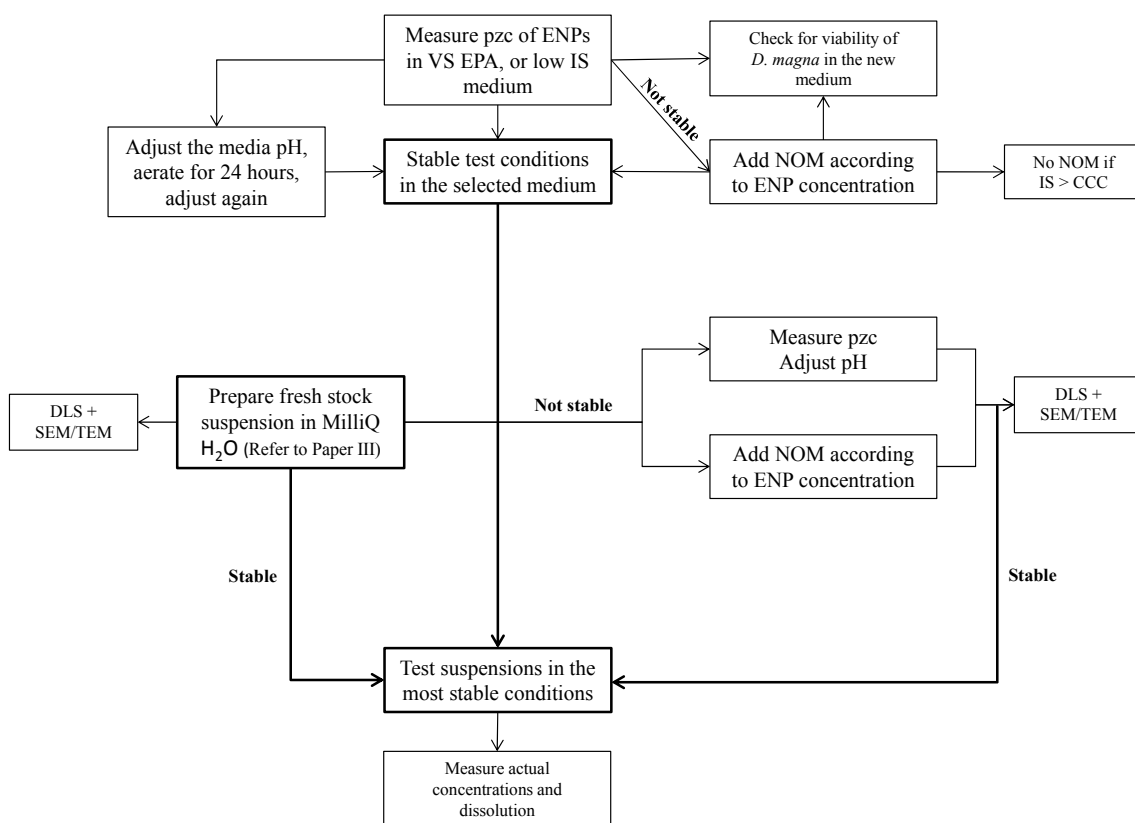 Measure pzc of ENPs
in VS EPA, or low IS
medium
Check for viability of
D. magna in the new
medium
Not stable
Adjust the media pH,
aerate for 24 hours,
adjust again
Stable test conditions
in the selected medium
Add NOM according
to ENP concentration
No NOM if
IS > CCC
Measure pzc
Adjust pH
DLS +
SEM/TEM
Prepare fresh stock
suspension in MilliQ
H₂O (Refer to Paper III)
Not stable
DLS +
SEM/TEM
Add NOM according
to ENP concentration
Stable
Stable
Test suspensions in the
most stable conditions
Measure actual
concentrations and
dissolution